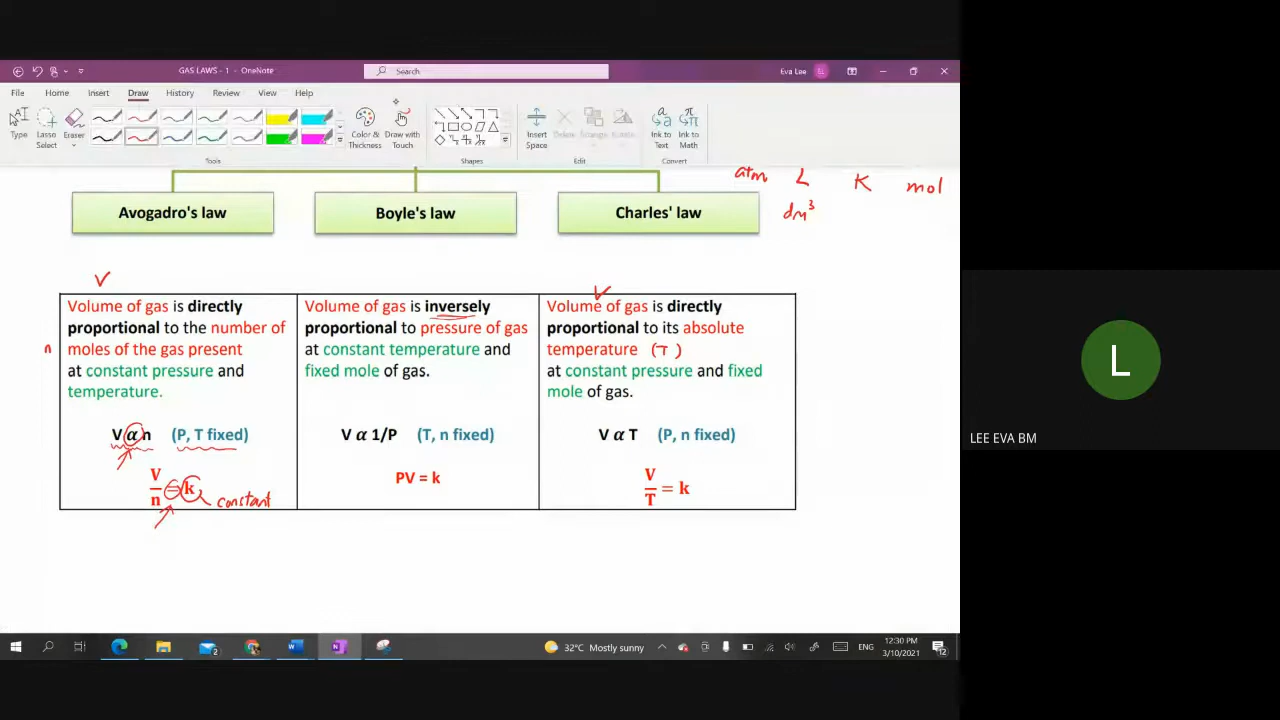 GAS LAWS - 1 - OneNote
Search
Eva Lee
File Home Insert Draw History Review View Help
Type
Lasso Select
Eraser
Color & Thickness
Draw with Touch
Insert Space
Delete
Arrange
Rotate
Ink to Text
Ink to Math
Tools
Shapes
Edit
Convert
atm L K mol
dm³
Avogadro's law
Boyle's law
Charles' law
V
Volume of gas is directly
proportional to the number of
n
moles of the gas present
at constant pressure and
temperature.
V α n (P, T fixed)
V/n = k
constant
Volume of gas is inversely
proportional to pressure of gas
at constant temperature and
fixed mole of gas.
V α 1/P (T, n fixed)
PV = k
V
Volume of gas is directly
proportional to its absolute
temperature (T)
at constant pressure and fixed
mole of gas.
V α T (P, n fixed)
V/T = k
L
LEE EVA BM
32°C Mostly sunny
ENG
12:30 PM
3/10/2021